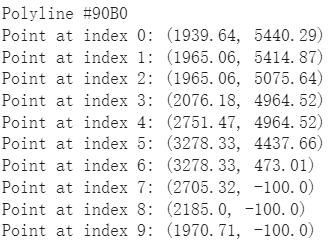 Polyline #90B0
Point at index 0: (1939.64, 5440.29)
Point at index 1: (1965.06, 5414.87)
Point at index 2: (1965.06, 5075.64)
Point at index 3: (2076.18, 4964.52)
Point at index 4: (2751.47, 4964.52)
Point at index 5: (3278.33, 4437.66)
Point at index 6: (3278.33, 473.01)
Point at index 7: (2705.32, -100.0)
Point at index 8: (2185.0, -100.0)
Point at index 9: (1970.71, -100.0)